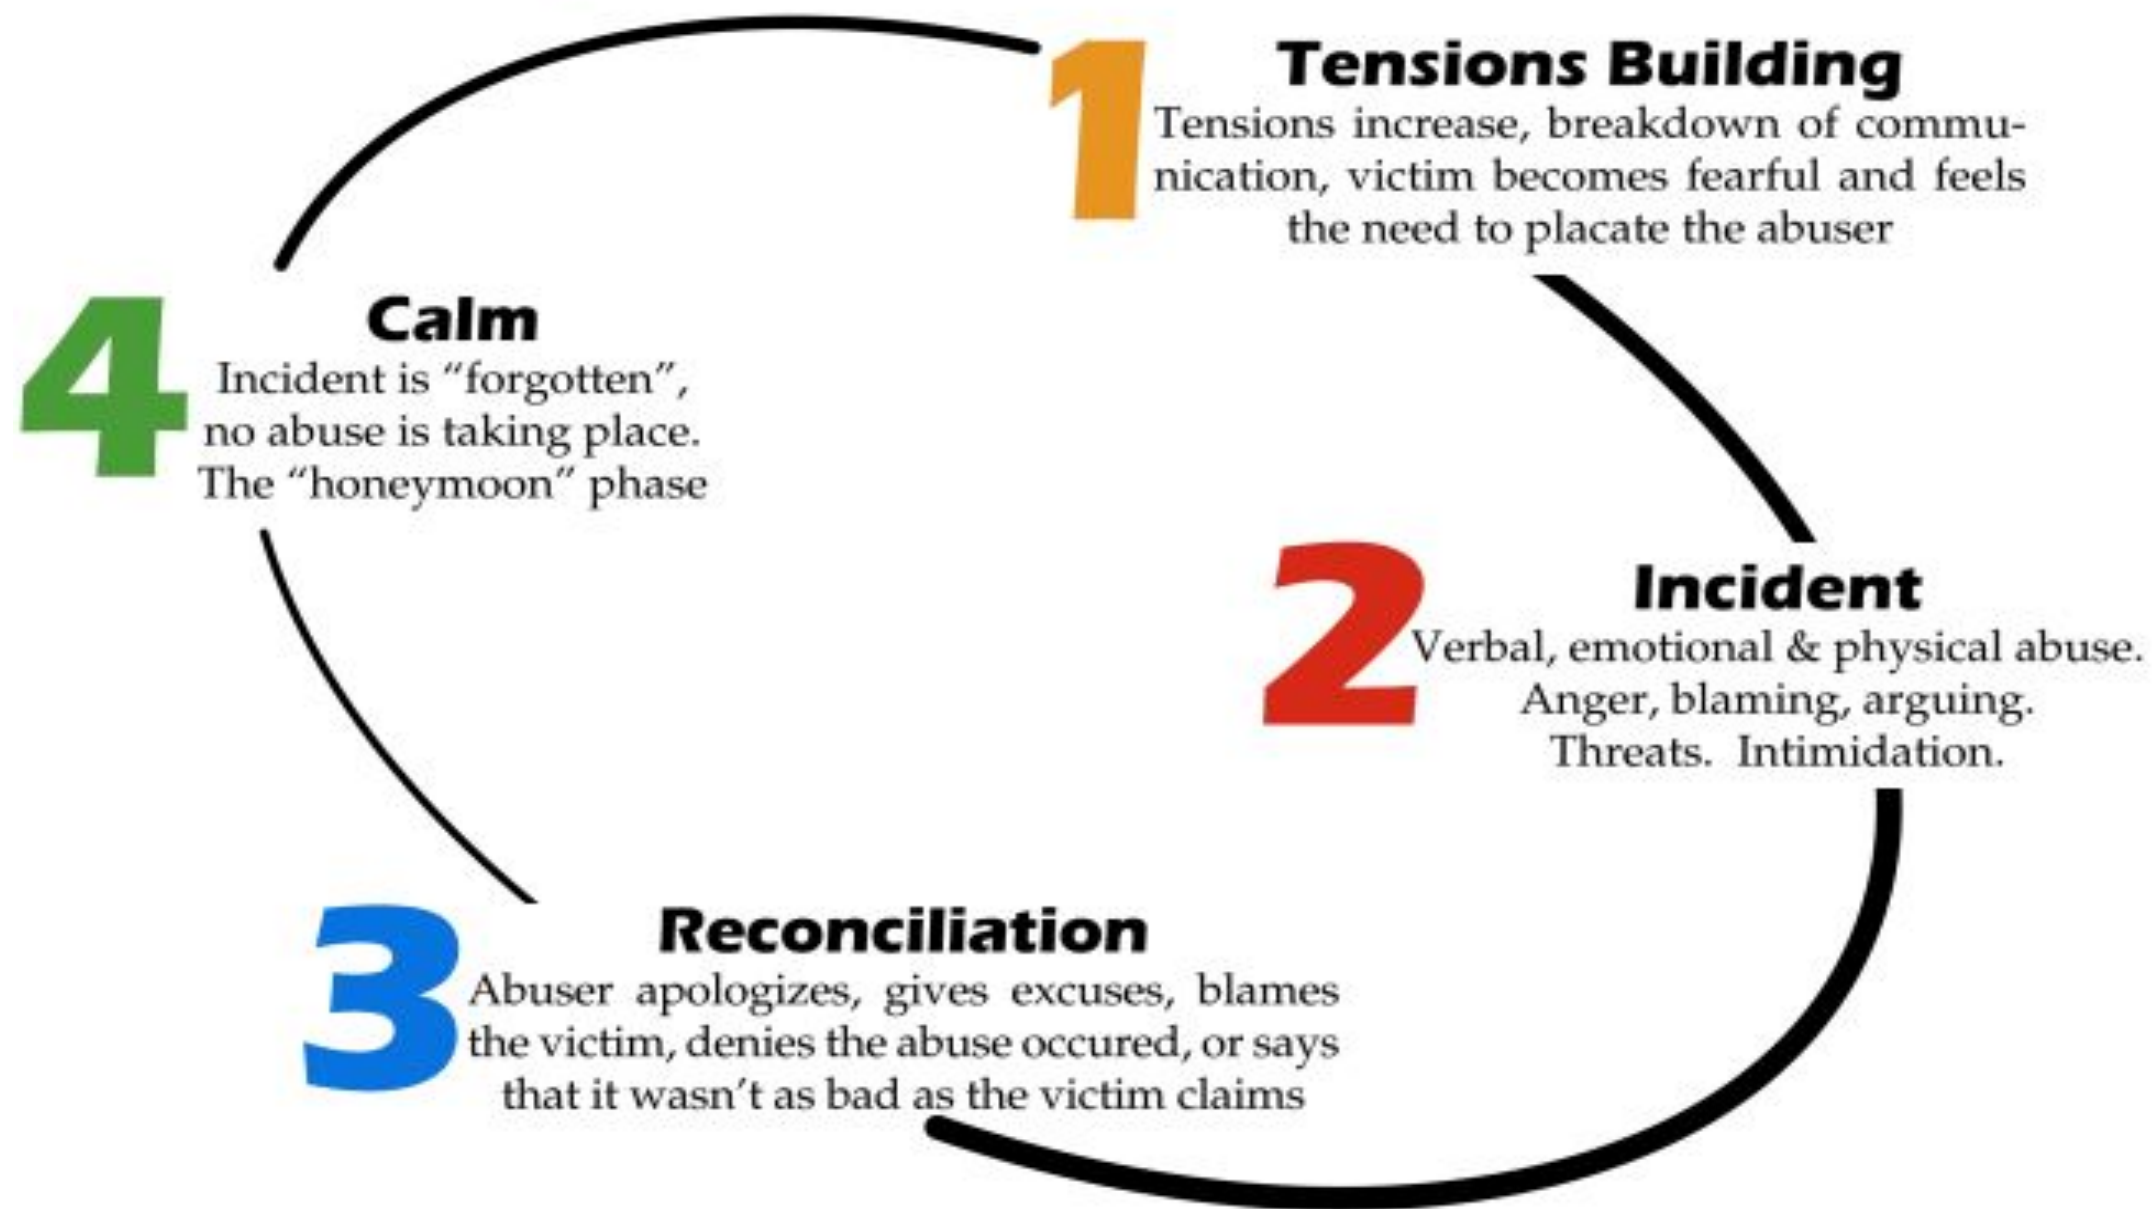 1 Tensions Building
Tensions increase, breakdown of commu-
nication, victim becomes fearful and feels
the need to placate the abuser
2 Incident
Verbal, emotional & physical abuse.
Anger, blaming, arguing.
Threats. Intimidation.
3 Reconciliation
Abuser apologizes, gives excuses, blames
the victim, denies the abuse occured, or says
that it wasn't as bad as the victim claims
4 Calm
Incident is “forgotten”,
no abuse is taking place.
The “honeymoon” phase